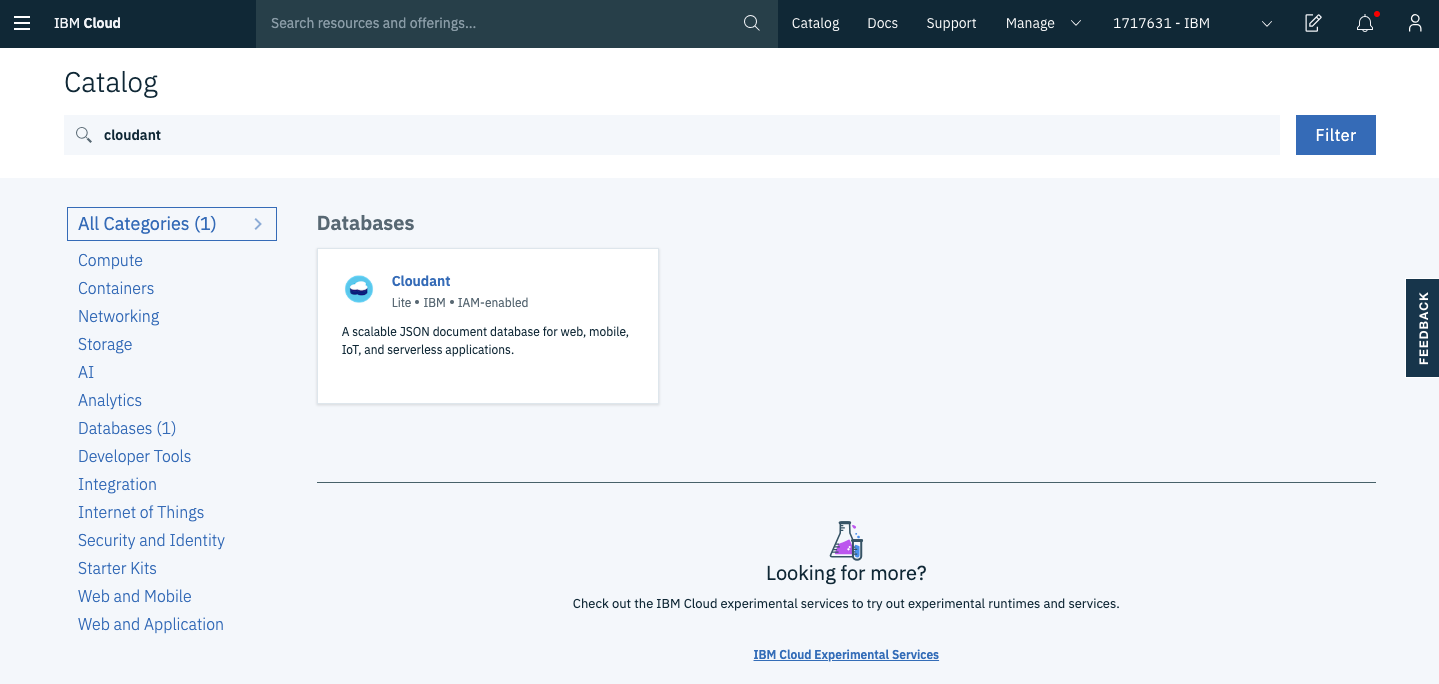 IBM Cloud
Search resources and offerings...
Catalog
Docs
Support
Manage
1717631 - IBM
Catalog
cloudant
Filter
All Categories (1)
Compute
Containers
Networking
Storage
AI
Analytics
Databases (1)
Developer Tools
Integration
Internet of Things
Security and Identity
Starter Kits
Web and Mobile
Web and Application
Databases
Cloudant
Lite • IBM • IAM-enabled
A scalable JSON document database for web, mobile,
IoT, and serverless applications.
Looking for more?
Check out the IBM Cloud experimental services to try out experimental runtimes and services.
IBM Cloud Experimental Services
FEEDBACK